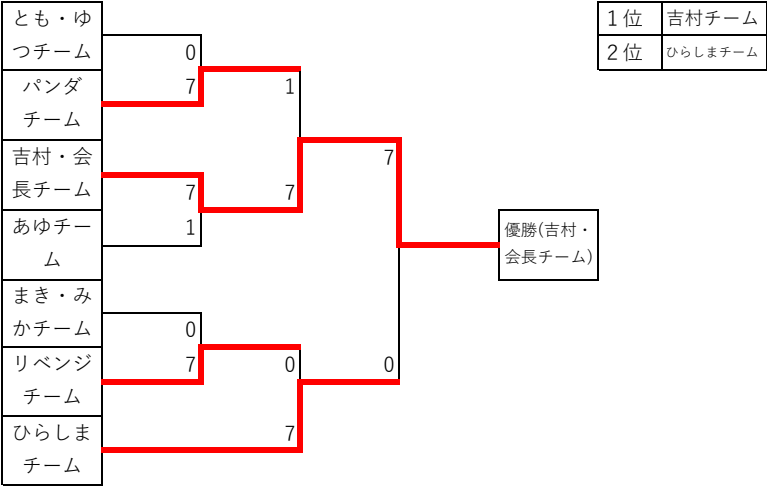 とも・ゆ
つチーム
パンダ
チーム
吉村・会
長チーム
あゆチー
ム
まき・み
かチーム
リベンジ
チーム
ひらしま
チーム
0
7
7
1
0
7
1
7
0
7
7
0
優勝(吉村・
会長チーム)
1位 吉村チーム
2位 ひらしまチーム